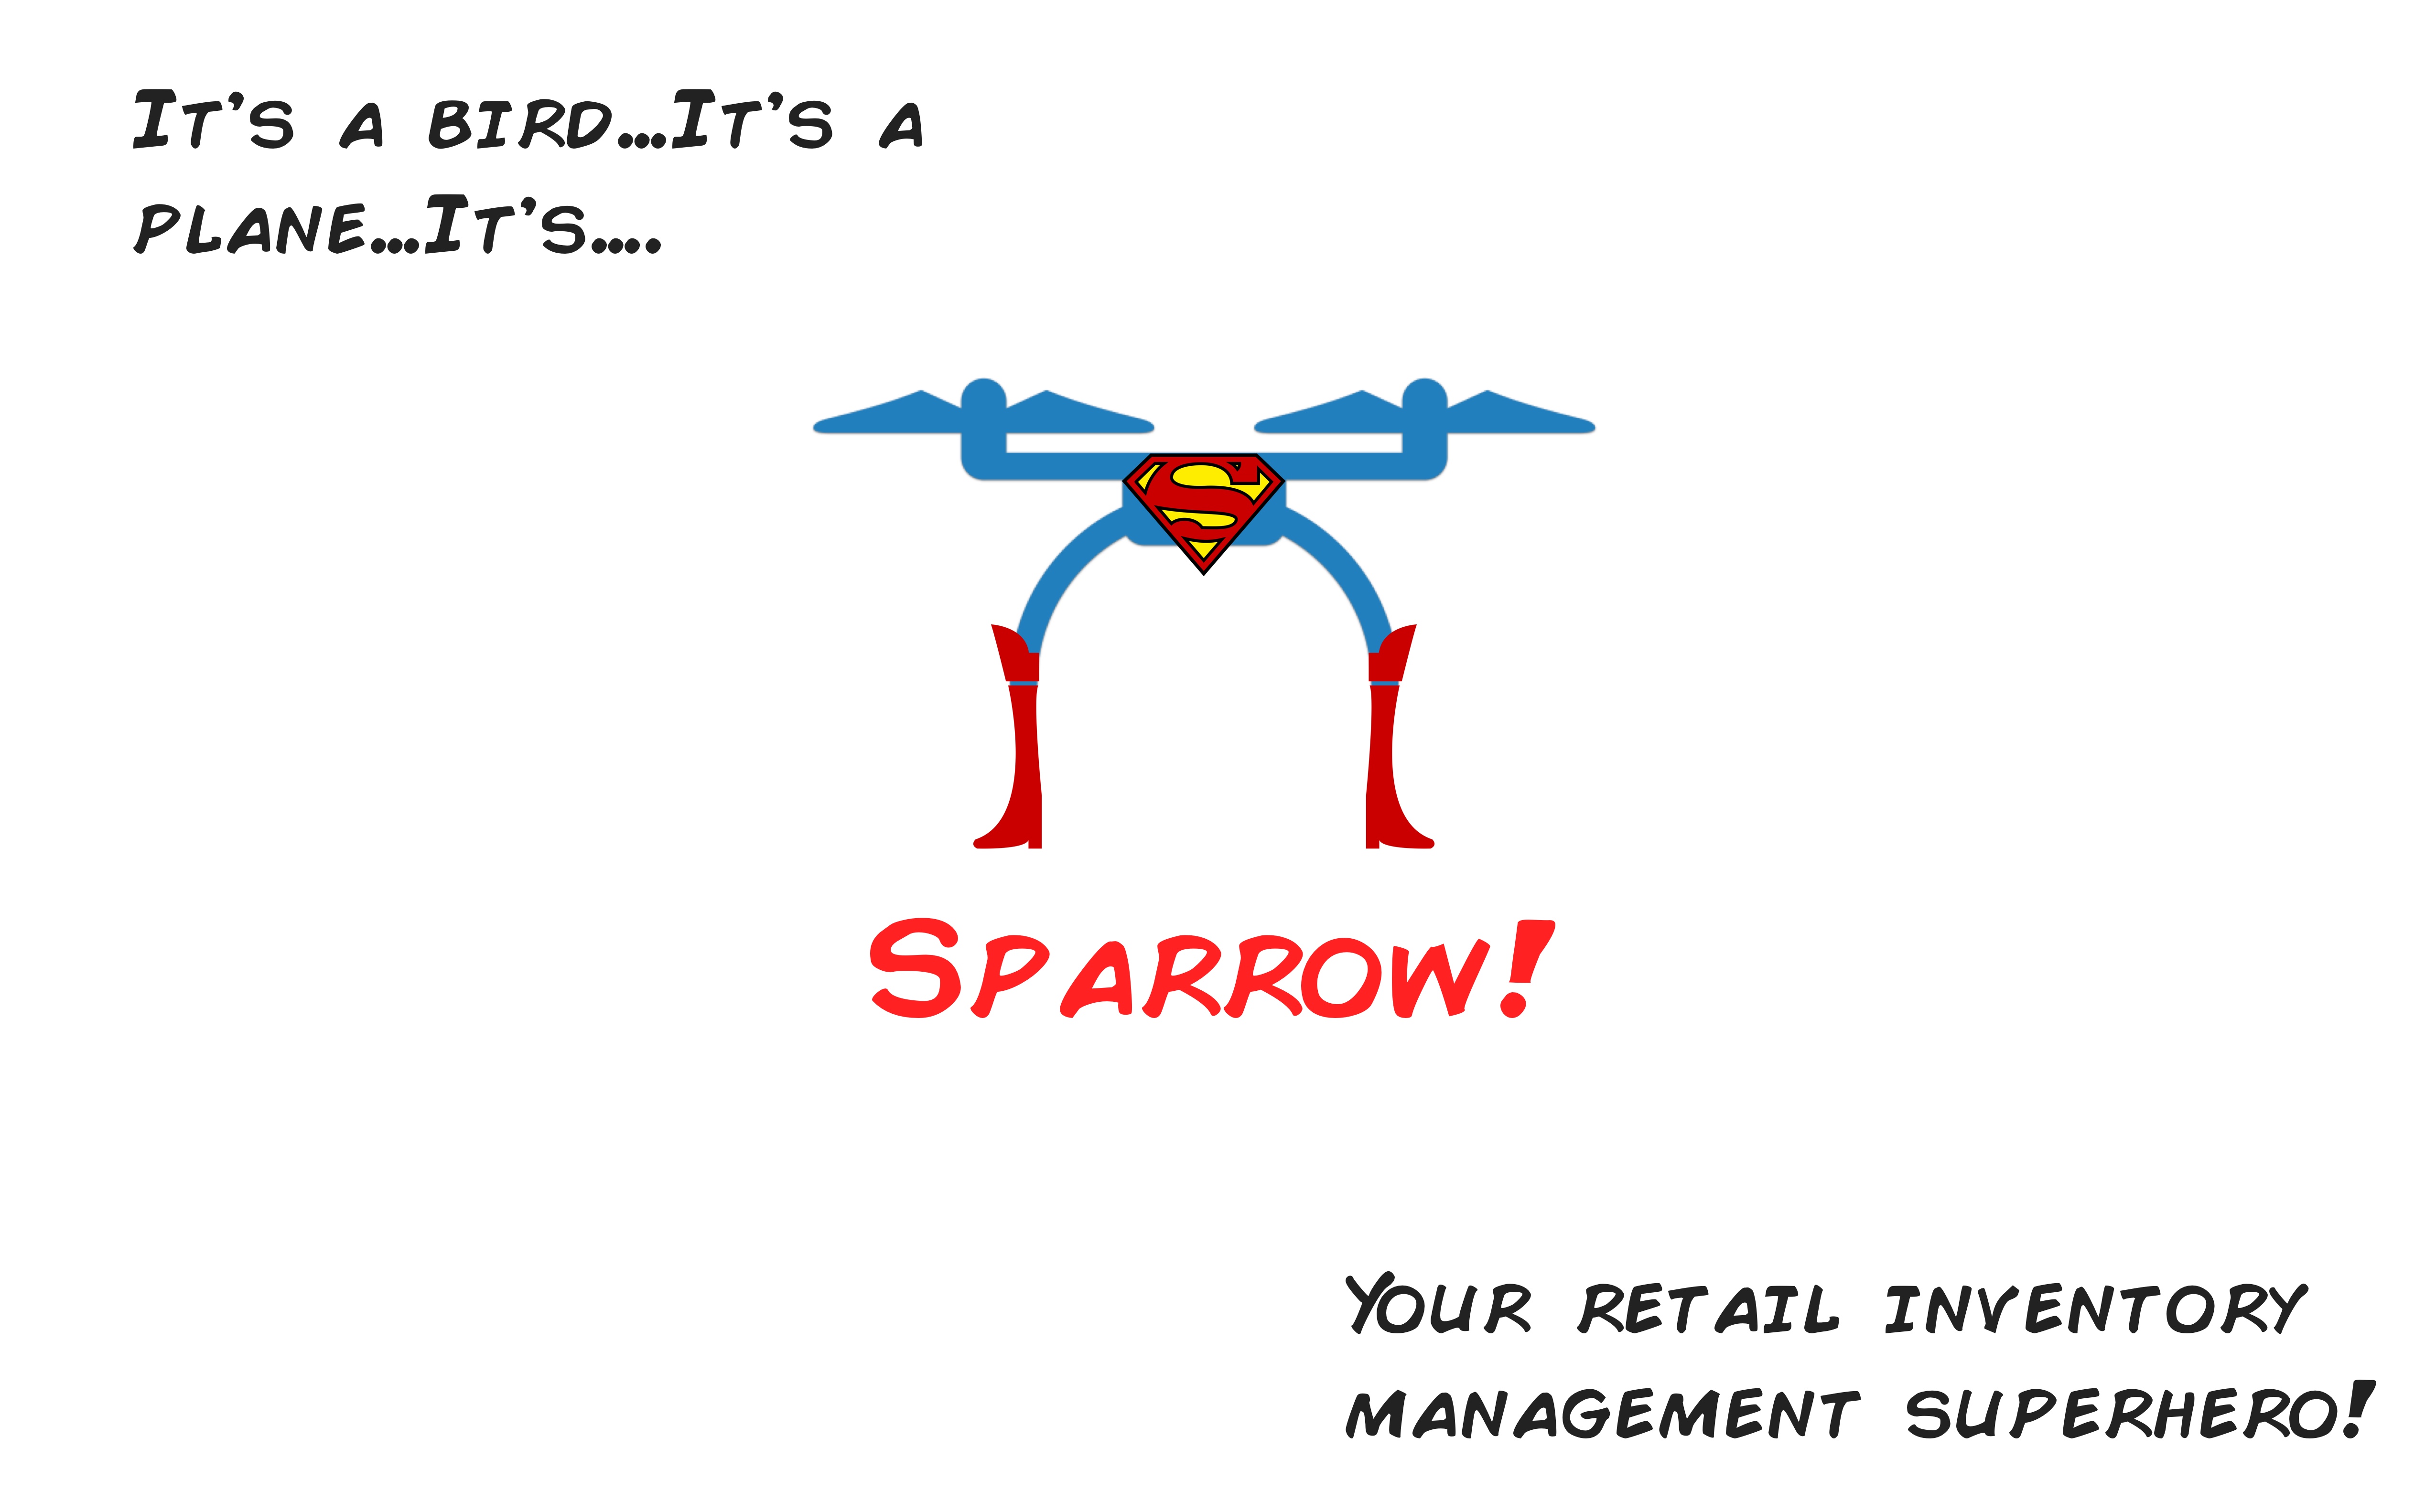 It's a bird...It's a
plane...It's....
S
Sparrow!
Your retail inventory
management superhero!